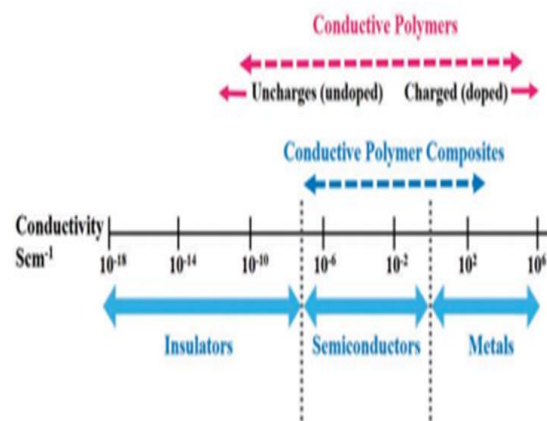 Conductive Polymers
Uncharges (undoped) Charged (doped)
Conductive Polymer Composites
Conductivity
Scm⁻¹
10⁻¹⁸ 10⁻¹⁴ 10⁻¹⁰ 10⁻⁶ 10⁻² 10² 10⁶
Insulators Semiconductors Metals